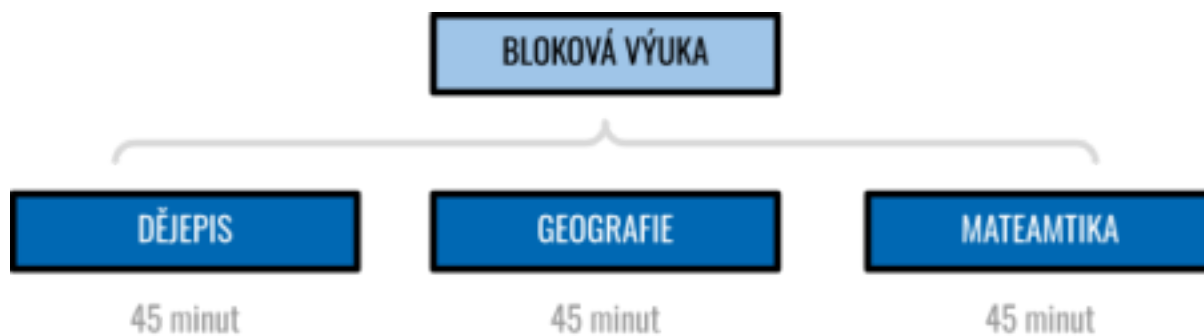 BLOKOVÁ VÝUKA
DĚJEPIS
GEOGRAFIE
MATEAMTIKA
45 minut
45 minut
45 minut